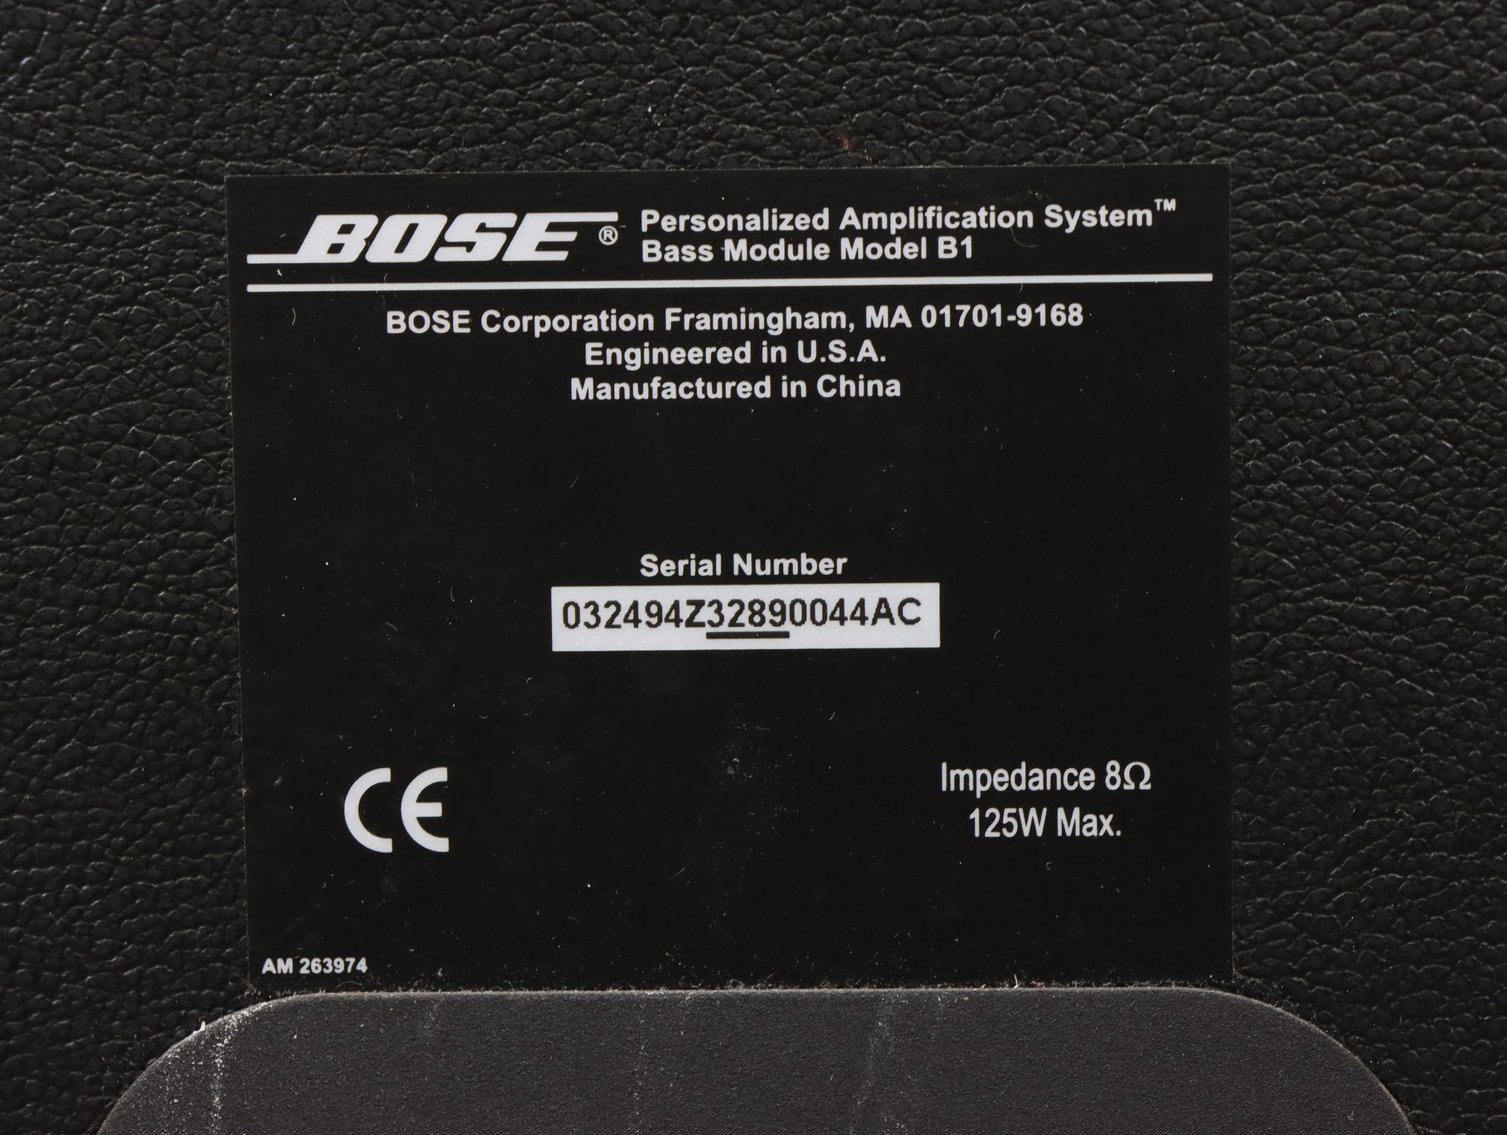 BOSE® Personalized Amplification System™
Bass Module Model B1
BOSE Corporation Framingham, MA 01701-9168
Engineered in U.S.A.
Manufactured in China
Serial Number
032494Z32890044AC
CE
Impedance 8Ω
125W Max.
AM 263974